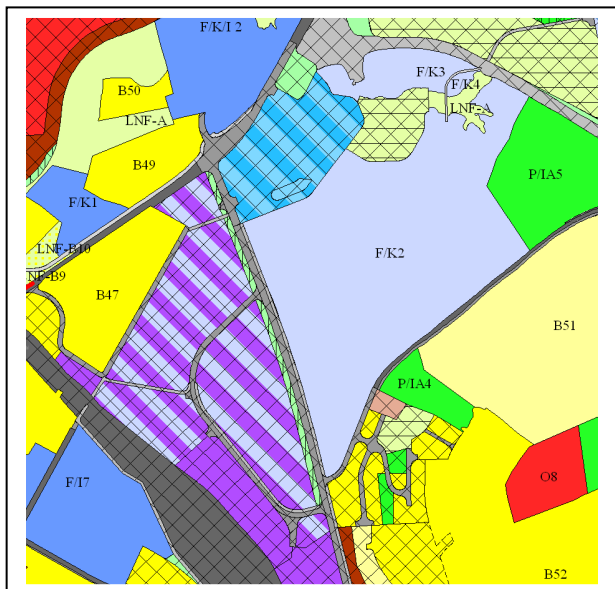 F/K/I 2
F/K3
F/K4
B50
LNF-A
LNF-A
B49
P/IA5
F/K1
LNF-B10
F/K2
NF-B9
B47
B51
P/IA4
F/I7
O8
B52